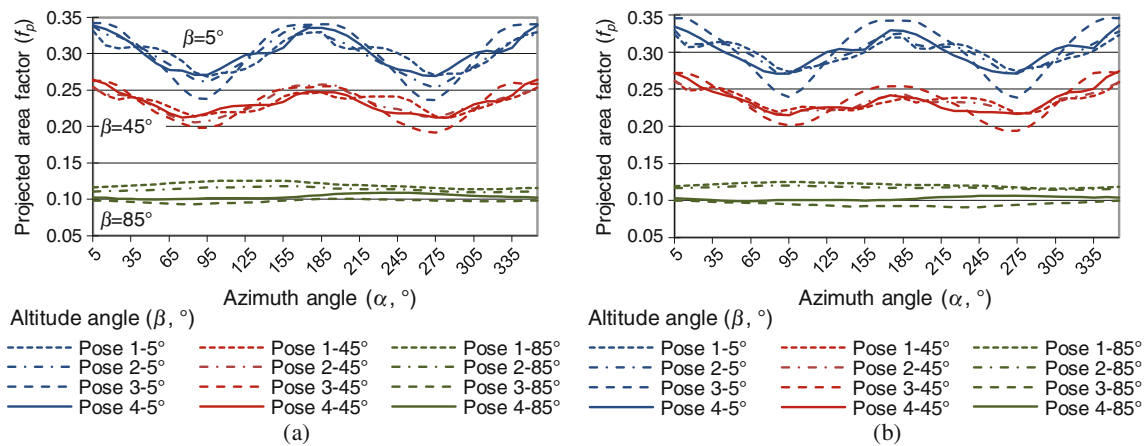 Projected area factor (fp)
0.35
0.30
0.25
0.20
0.15
0.10
0.05
β=5°
β=45°
β=85°
5 35 65 95 125 155 185 215 245 275 305 335
Azimuth angle (α, °)
Altitude angle (β, °)
Pose 1-5° Pose 1-45° Pose 1-85°
Pose 2-5° Pose 2-45° Pose 2-85°
Pose 3-5° Pose 3-45° Pose 3-85°
Pose 4-5° Pose 4-45° Pose 4-85°
(a)
Projected area factor (fp)
0.35
0.30
0.25
0.20
0.15
0.10
0.05
5 35 65 95 125 155 185 215 245 275 305 335
Azimuth angle (α, °)
Altitude angle (β, °)
Pose 1-5° Pose 1-45° Pose 1-85°
Pose 2-5° Pose 2-45° Pose 2-85°
Pose 3-5° Pose 3-45° Pose 3-85°
Pose 4-5° Pose 4-45° Pose 4-85°
(b)